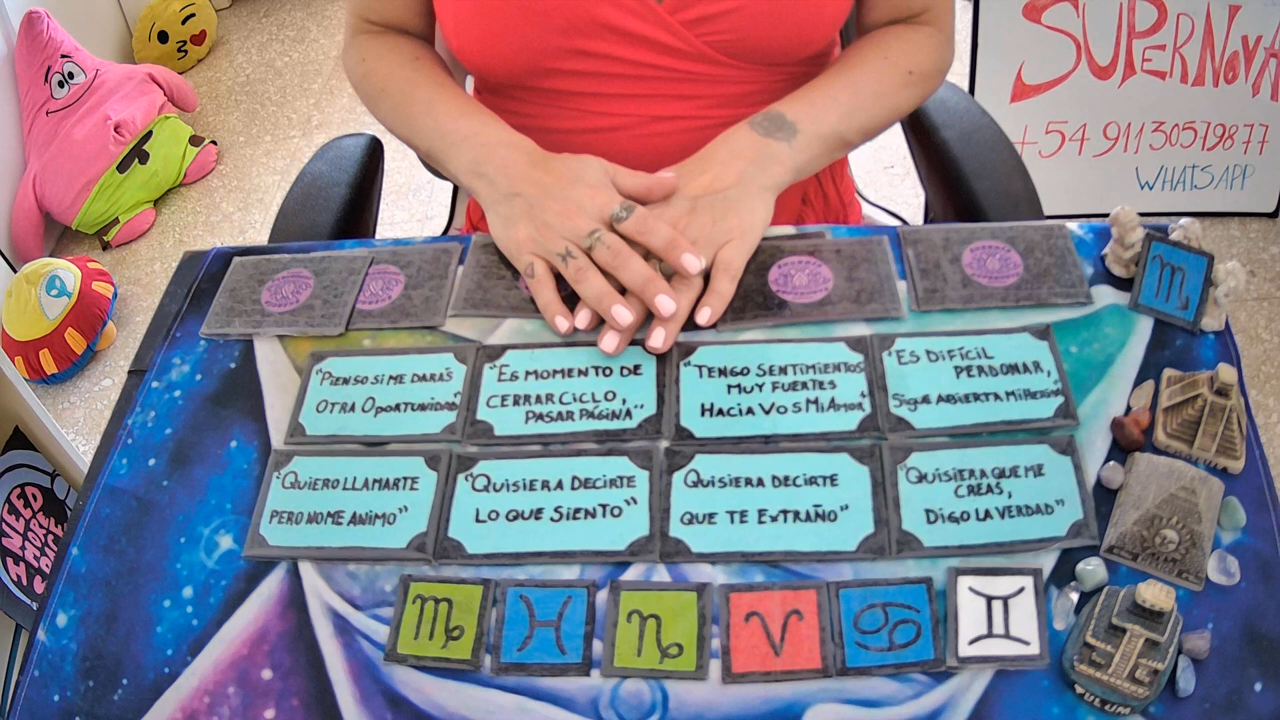 SUPERNOVA
+54 91130579877
WHATSAPP
"PIENSO SI ME DARÁS
OTRA OPORTUNIDAD"
"ES MOMENTO DE
CERRAR CICLO,
PASAR PÁGINA"
"TENGO SENTIMIENTOS
MUY FUERTES
HACIA VOS MI AMOR"
"ES DIFÍCIL
PERDONAR,
SIGUE ABIERTA MI HERIDA"
"QUIERO LLAMARTE
PERO NO ME ANIMO"
"QUISIERA DECIRTE
LO QUE SIENTO"
QUISIERA DECIRTE
QUE TE EXTRAÑO"
"QUISIERA QUE ME
CREAS,
DIGO LA VERDAD"
I NEED
MORE
SPACE
TULUM